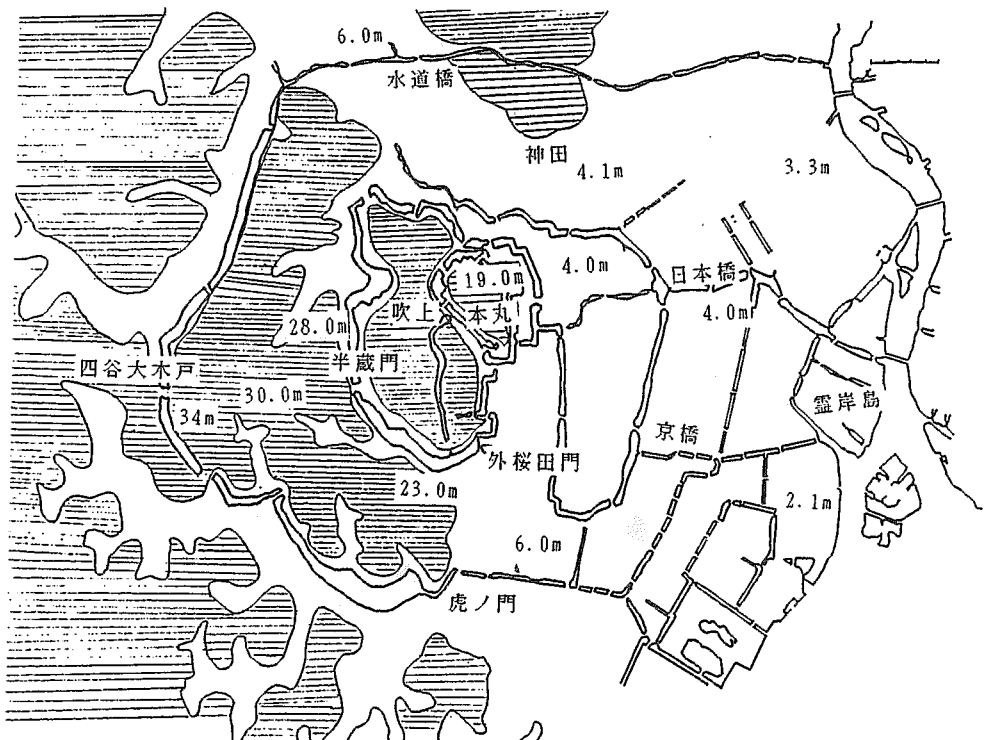 6.0m
水道橋
神田
4.1m
3.3m
19.0m
4.0m
日本橋
4.0m
吹上
本丸
28.0m
半蔵門
四谷大木戸
30.0m
34m
霊岸島
京橋
外桜田門
23.0m
2.1m
6.0m
虎ノ門